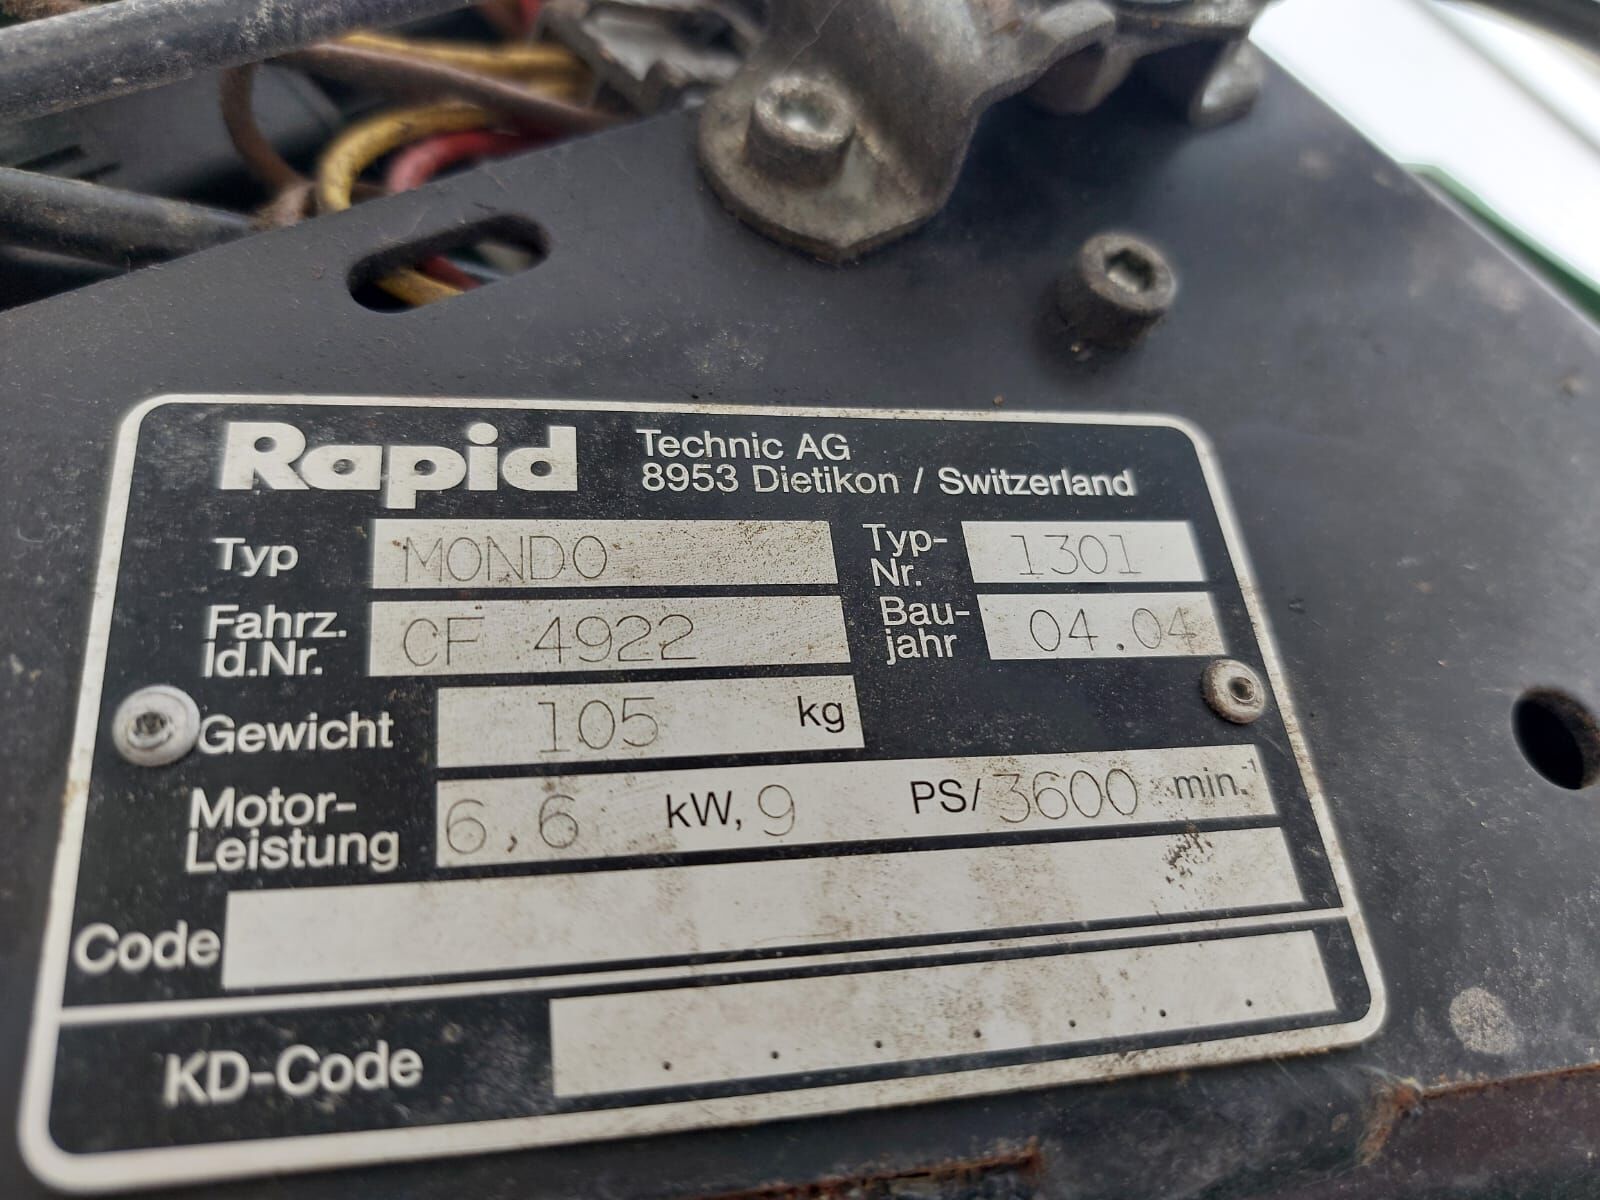 Rapid Technic AG
8953 Dietikon / Switzerland
Typ MONDO Typ-Nr. 1301
Fahrz. Id.Nr. CF 4922 Bau-jahr 04.04
Gewicht 105 kg
Motor-Leistung 6,6 kW, 9 PS/ 3600 min.-1
Code
KD-Code